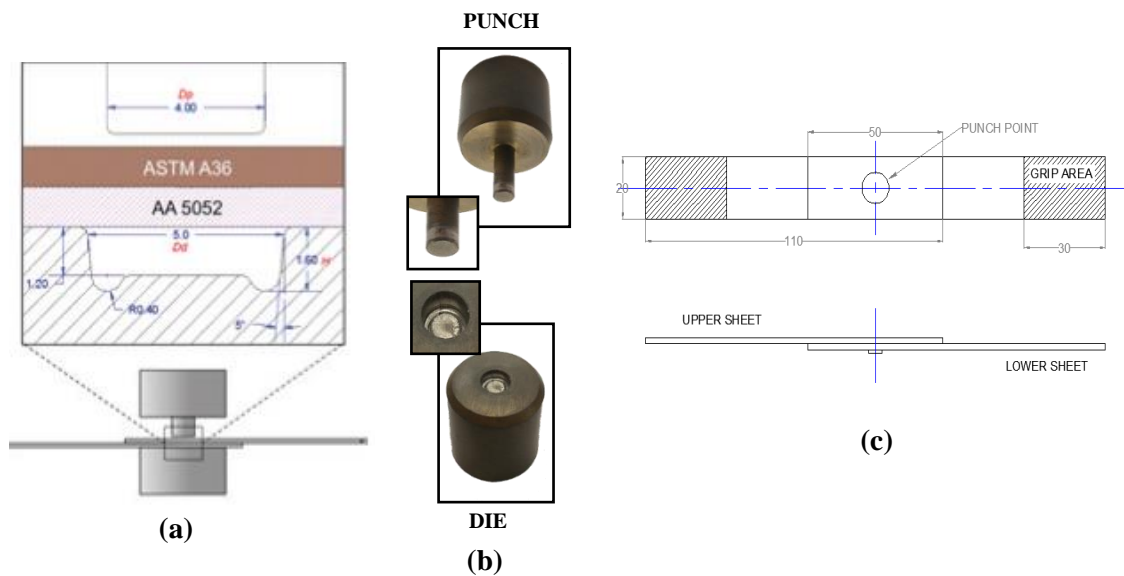 PUNCH
Dp
4.00
ASTM A36
AA 5052
5.0
Dd
1.60 H
1.20
R0.40
5°
(a)
DIE
(b)
50
PUNCH POINT
20
GRIP AREA
110
30
UPPER SHEET
LOWER SHEET
(c)